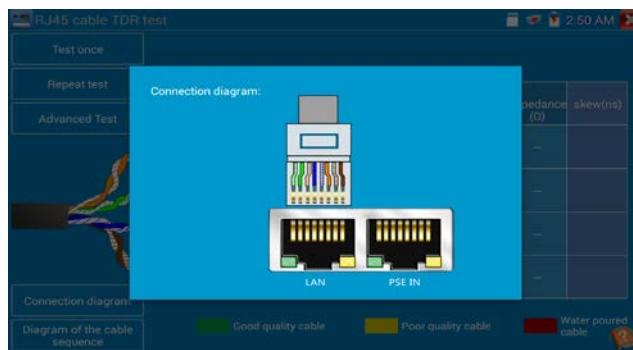 RJ45 cable TDR test
2:50 AM
Test once
Repeat test
Advanced Test
Connection diagram:
pedance
(Ω)
skew(ns)
LAN
PSE IN
Connection diagram
Diagram of the cable
sequence
Good quality cable
Poor quality cable
Water poured
cable